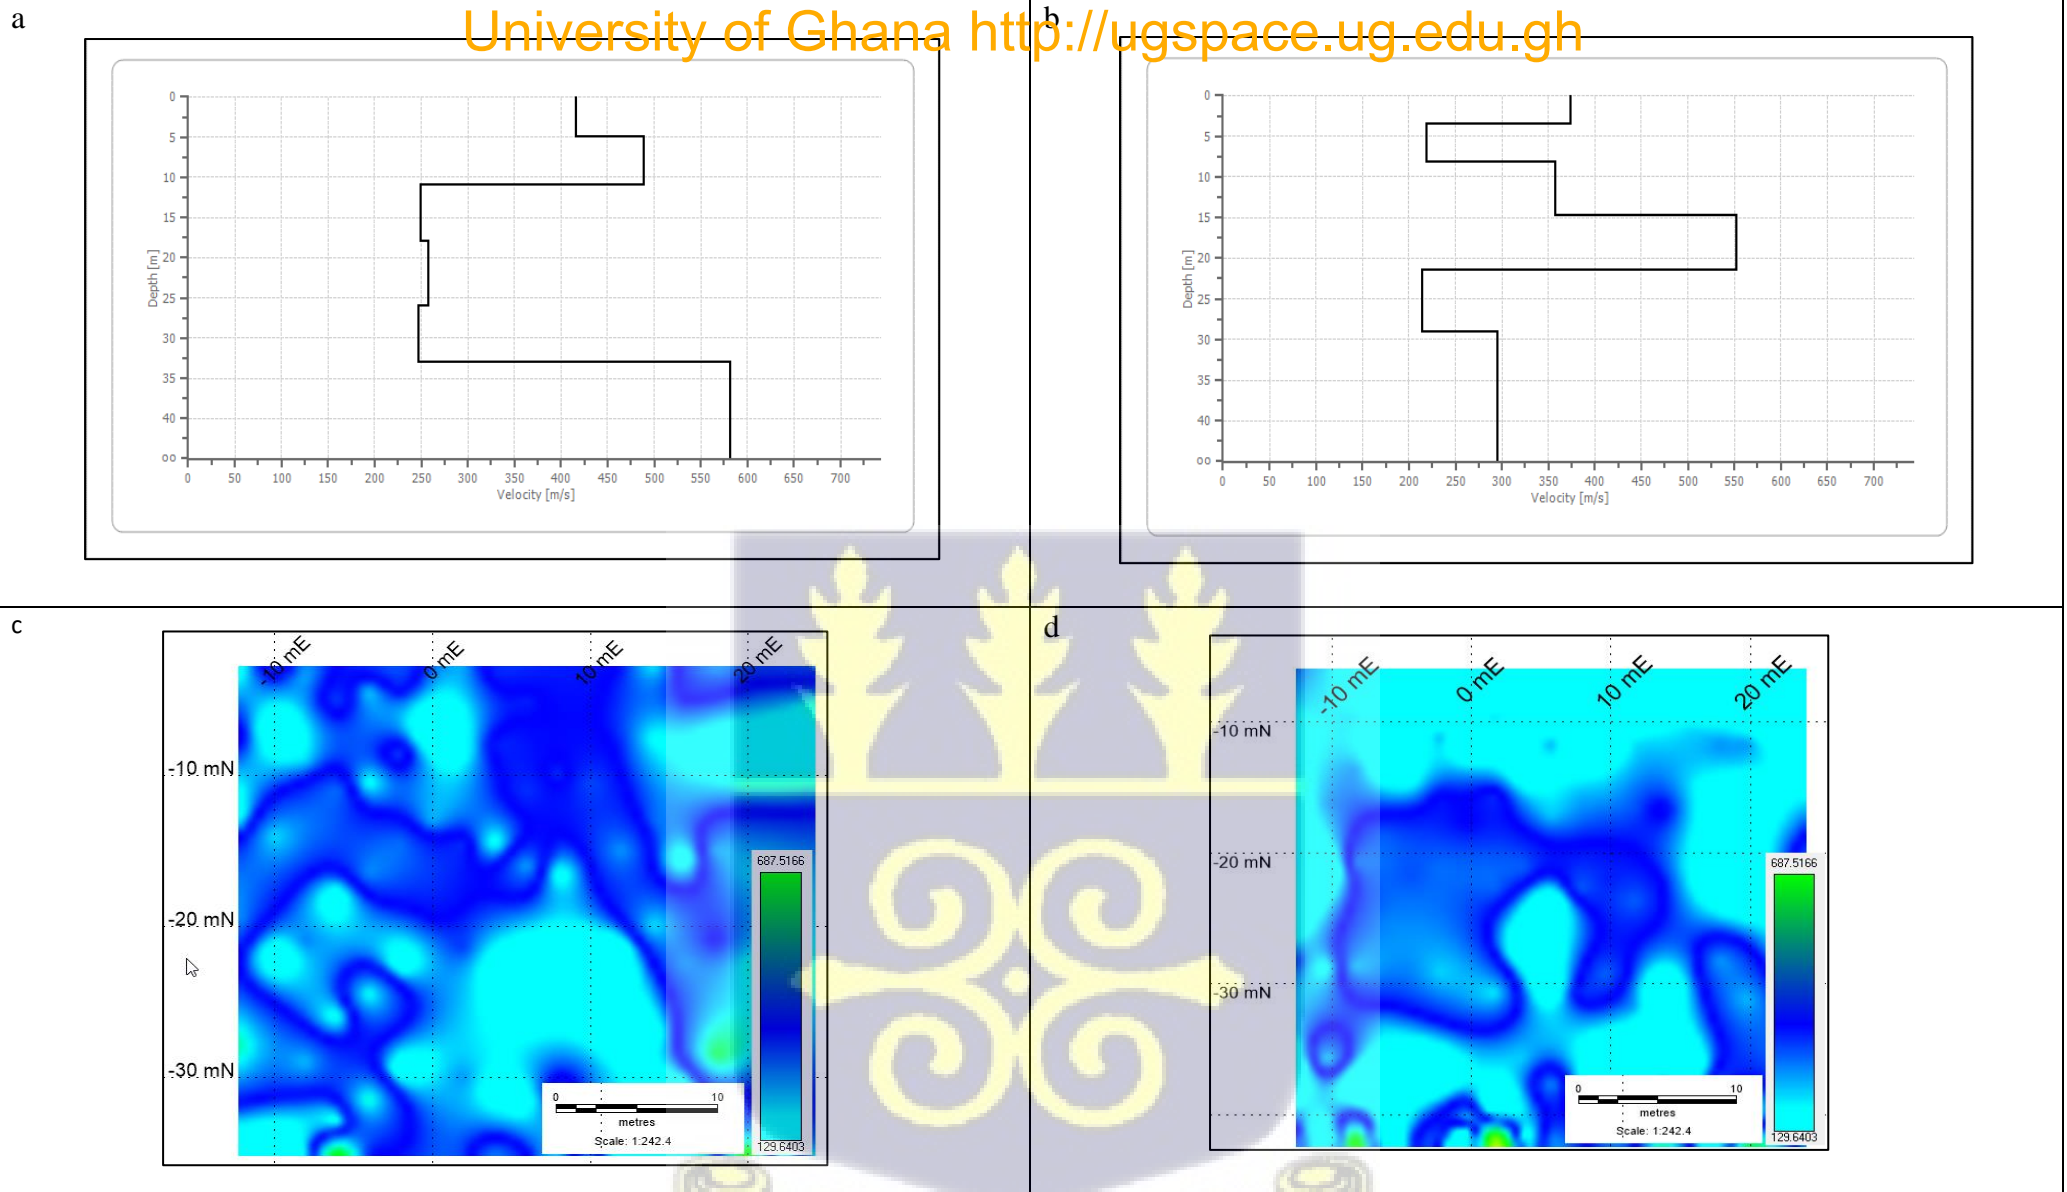 University of Ghana http://ugspace.ug.edu.gh
a
0
5
10
15
20
25
30
35
40
oo
Depth [m]
0 50 100 150 200 250 300 350 400 450 500 550 600 650 700
Velocity [m/s]
b
0
5
10
15
20
25
30
35
40
oo
Depth [m]
0 50 100 150 200 250 300 350 400 450 500 550 600 650 700
Velocity [m/s]
c
-10 mE 0 mE 10 mE 20 mE
-10 mN
-20 mN
-30 mN
687.5166
129.6403
0 10
metres
Scale: 1:242.4
d
-10 mE 0 mE 10 mE 20 mE
-10 mN
-20 mN
-30 mN
687.5166
129.6403
0 10
metres
Scale: 1:242.4